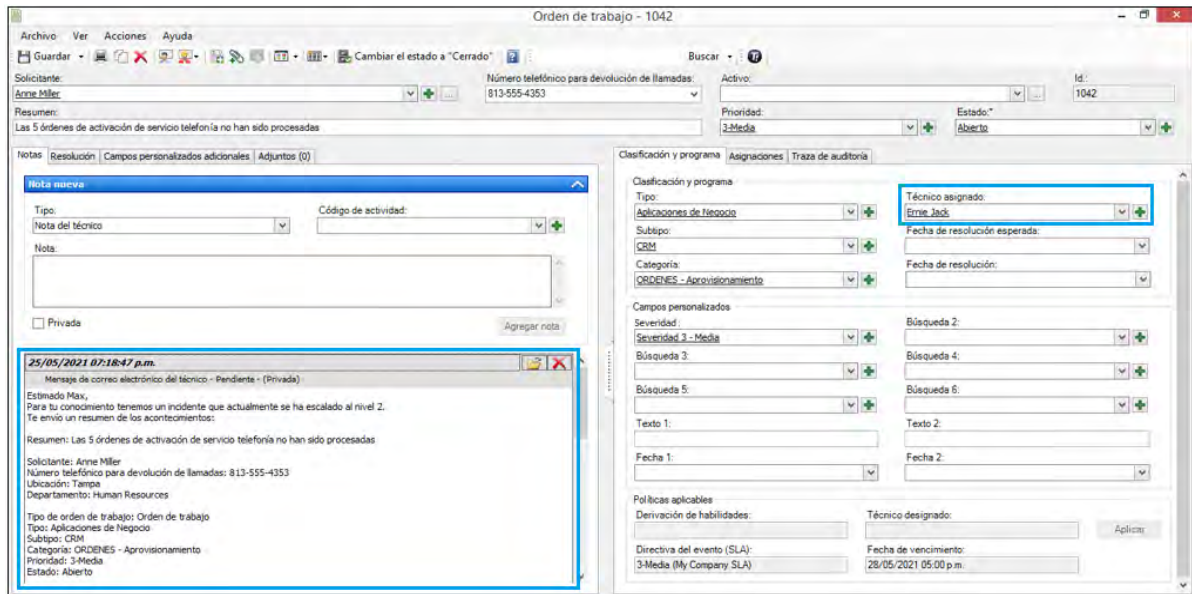 Orden de trabajo - 1042
Archivo Ver Acciones Ayuda
Guardar Cambiar el estado a "Cerrado" Buscar
Solicitante: Número telefónico para devolución de llamadas: Activo: Id.:
Anne Miller 813-555-4353 1042
Resumen: Prioridad: Estado:*
Las 5 órdenes de activación de servicio telefonía no han sido procesadas 3-Media Abierto
Notas Resolución Campos personalizados adicionales Adjuntos (0)
Nota nueva
Tipo: Código de actividad:
Nota del técnico
Nota:
Privada Agregar nota
25/05/2021 07:18:47 p.m.
Mensaje de correo electrónico del técnico - Pendiente - (Privada)
Estimado Max,
Para tu conocimiento tenemos un incidente que actualmente se ha escalado al nivel 2.
Te envío un resumen de los acontecimientos:
Resumen: Las 5 órdenes de activación de servicio telefonía no han sido procesadas
Solicitante: Anne Miller
Número telefónico para devolución de llamadas: 813-555-4353
Ubicación: Tampa
Departamento: Human Resources
Tipo de orden de trabajo: Orden de trabajo
Tipo: Aplicaciones de Negocio
Subtipo: CRM
Categoría: ORDENES - Aprovisionamiento
Prioridad: 3-Media
Estado: Abierto
Clasificación y programa Asignaciones Traza de auditoría
Clasificación y programa
Tipo: Técnico asignado:
Aplicaciones de Negocio Ernie Jack
Subtipo: Fecha de resolución esperada:
CRM
Categoría: Fecha de resolución:
ORDENES - Aprovisionamiento
Campos personalizados
Severidad: Búsqueda 2:
Severidad 3 - Media
Búsqueda 3: Búsqueda 4:
Búsqueda 5: Búsqueda 6:
Texto 1: Texto 2:
Fecha 1: Fecha 2:
Políticas aplicables
Derivación de habilidades: Técnico designado:
Aplicar
Directiva del evento (SLA): Fecha de vencimiento:
3-Media (My Company SLA) 28/05/2021 05:00 p.m.